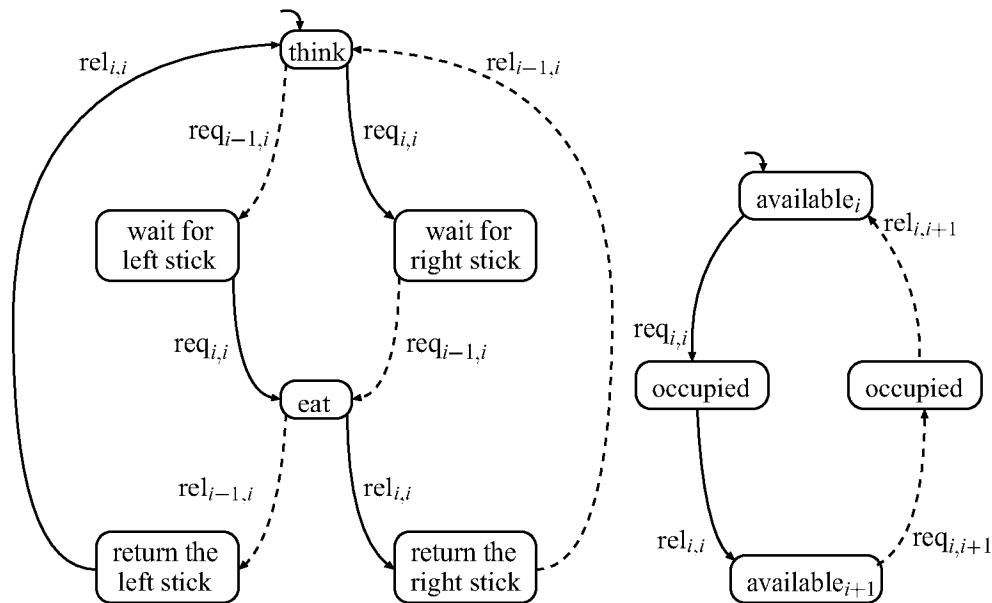 think
rel_{i,i}
rel_{i−1,i}
req_{i−1,i}
req_{i,i}
wait for
left stick
wait for
right stick
req_{i,i}
req_{i−1,i}
eat
rel_{i−1,i}
rel_{i,i}
return the
left stick
return the
right stick
available_i
rel_{i,i+1}
req_{i,i}
occupied
occupied
rel_{i,i}
req_{i,i+1}
available_{i+1}